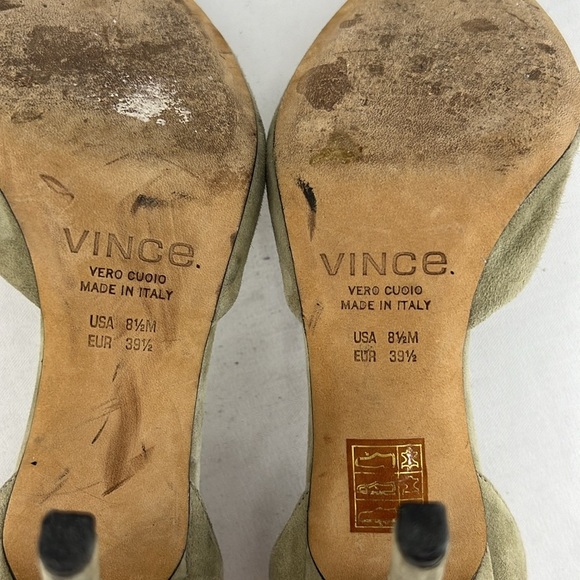 VINCE.
VERO CUOIO
MADE IN ITALY
USA 8½M
EUR 39½
VINCE.
VERO CUOIO
MADE IN ITALY
USA 8½M
EUR 39½